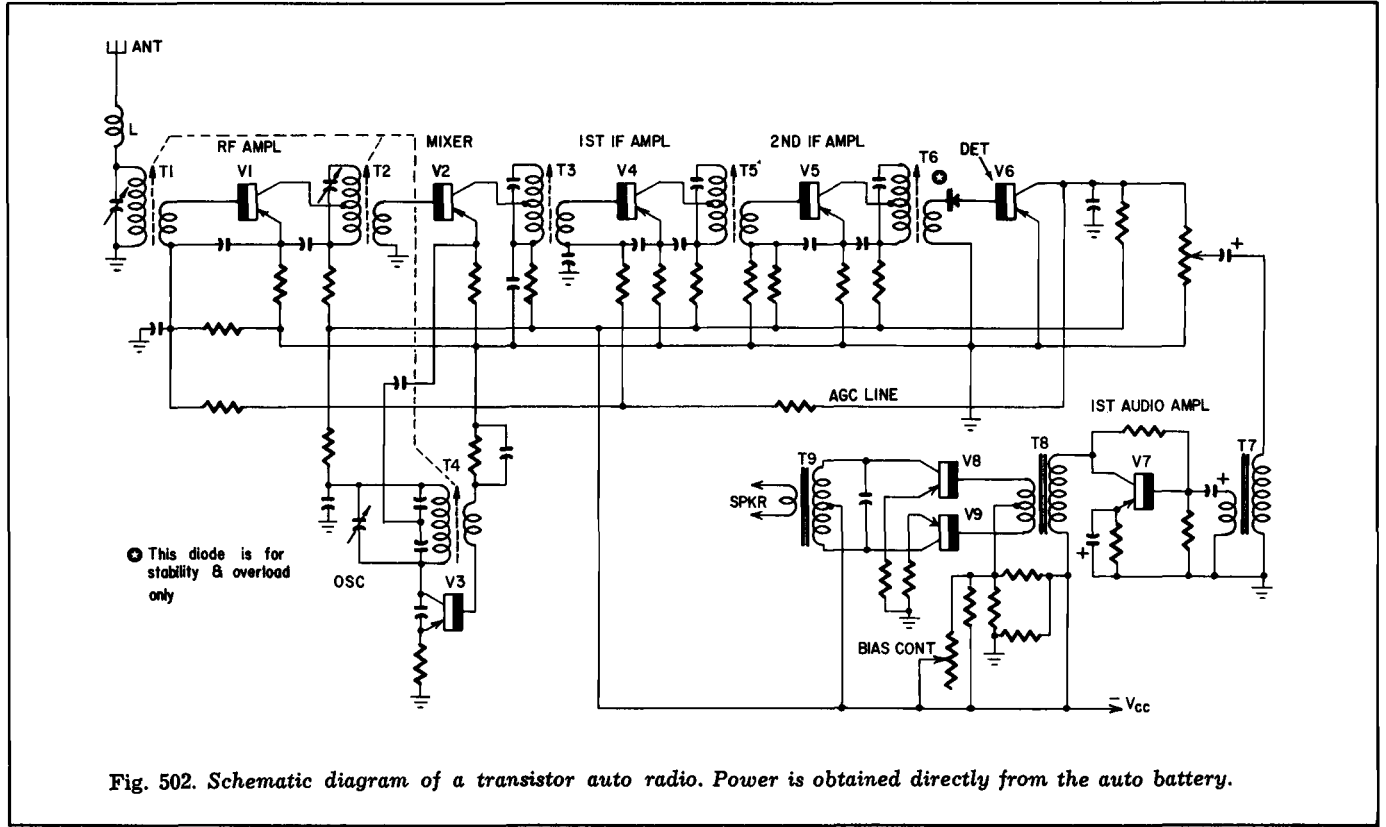 ANT
L
T1
RF AMPL
V1
T2
MIXER
V2
T3
1ST IF AMPL
V4
T5
2ND IF AMPL
V5
T6
DET
V6
+
AGC LINE
1ST AUDIO AMPL
T4
T9
V8
T8
V7
T7
+
SPKR
V9
+
This diode is for
stability & overload
only
OSC
V3
BIAS CONT
− Vcc
Fig. 502. Schematic diagram of a transistor auto radio. Power is obtained directly from the auto battery.